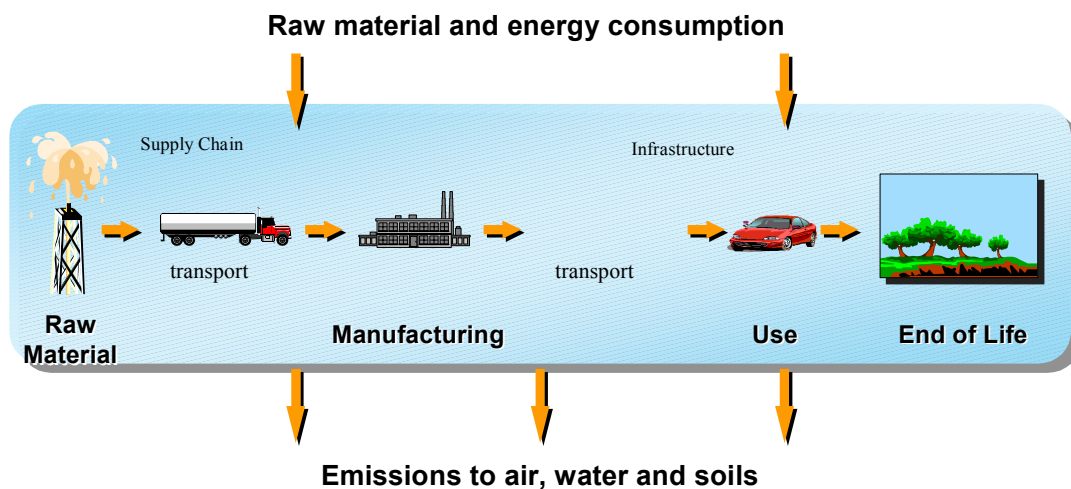 Raw material and energy consumption
Supply Chain
Infrastructure
transport
transport
Raw
Material
Manufacturing
Use
End of Life
Emissions to air, water and soils